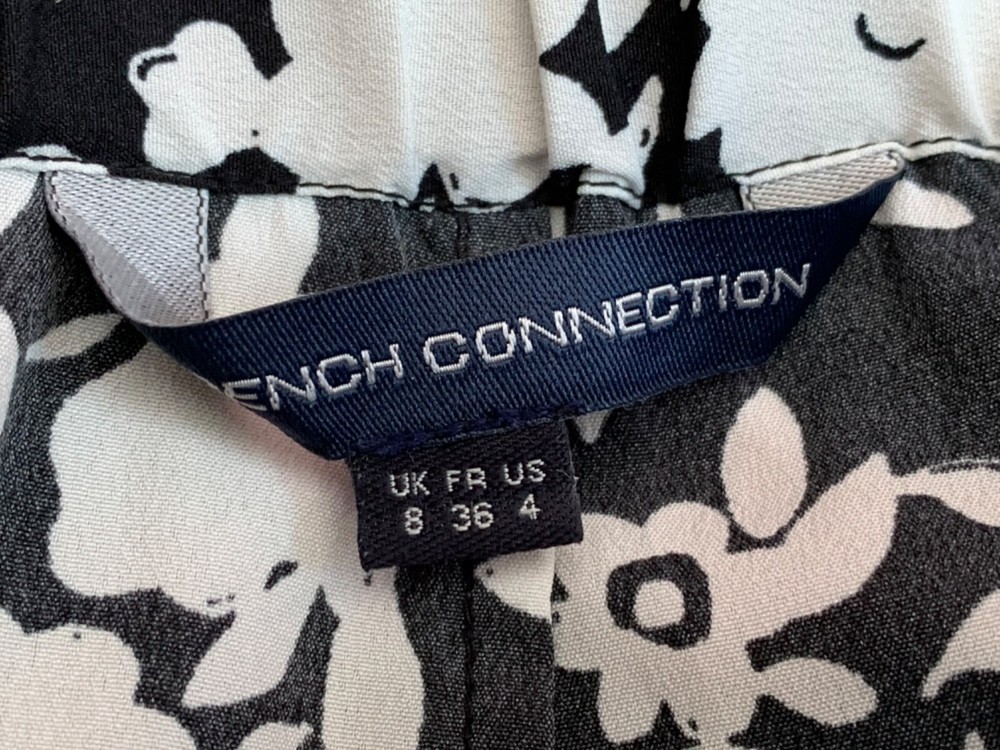 ENCH CONNECTION
UK FR US
8 36 4